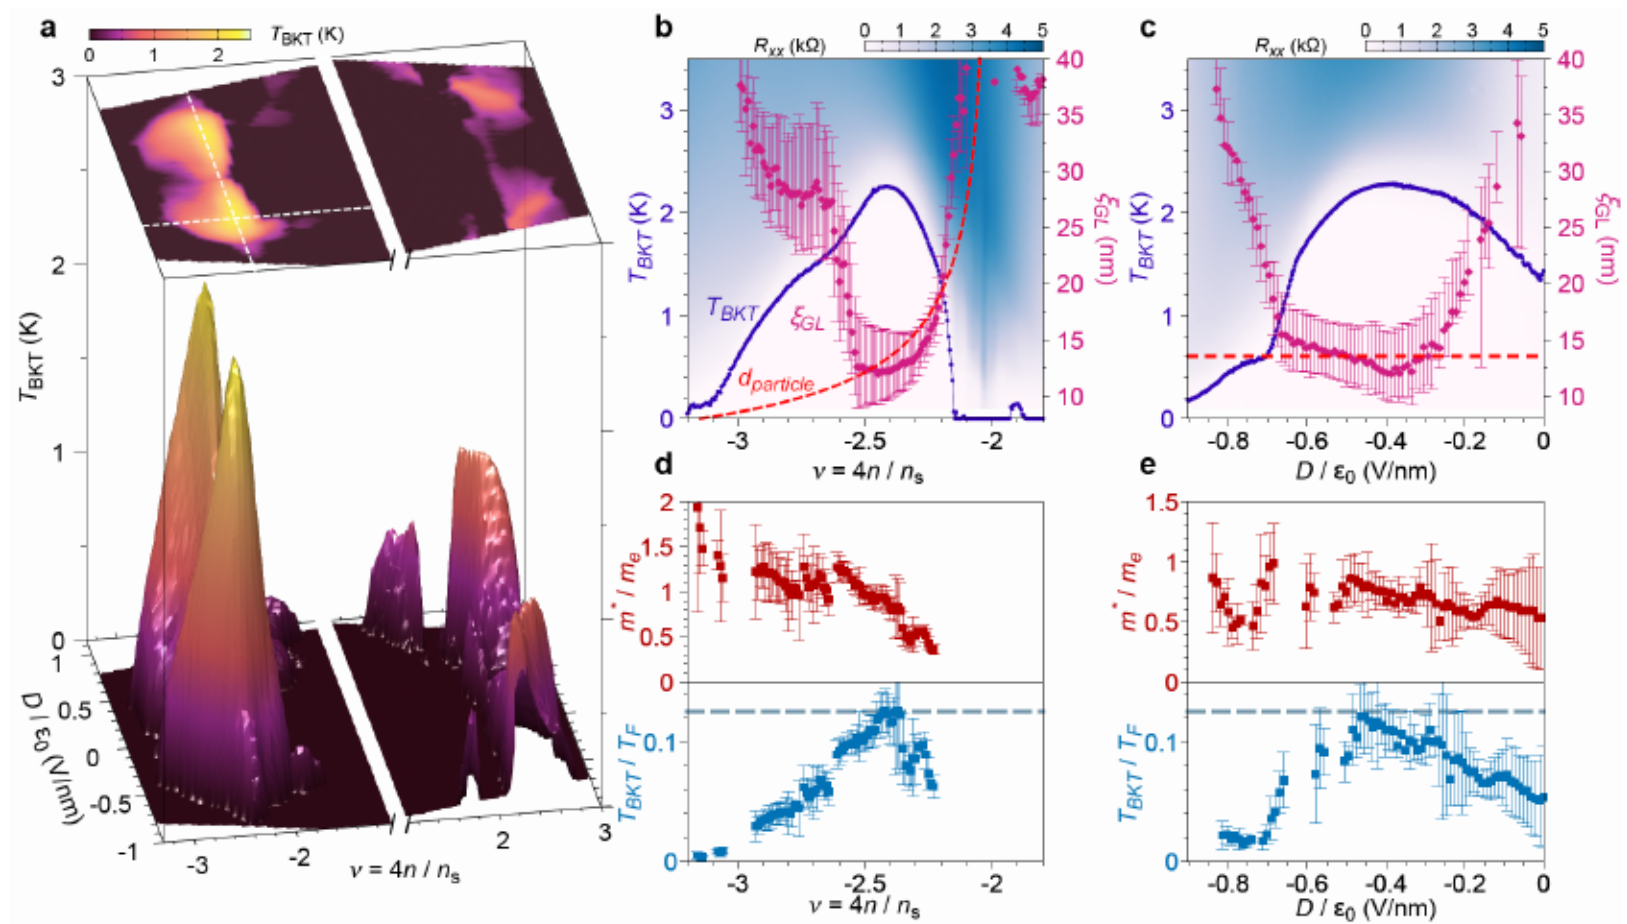 a
T_BKT (K)
0 1 2
3
2
1
0
T_BKT (K)
1
0.5
0
-0.5
-1
D / ε₀ (V/nm)
-3 -2 2 3
ν = 4n / n_s
b
R_xx (kΩ)
0 1 2 3 4 5
3
2
1
0
T_BKT (K)
40
35
30
25
20
15
10
ξ_GL (nm)
T_BKT
ξ_GL
d_particle
-3 -2.5 -2
ν = 4n / n_s
c
R_xx (kΩ)
0 1 2 3 4 5
3
2
1
0
T_BKT (K)
40
35
30
25
20
15
10
ξ_GL (nm)
-0.8 -0.6 -0.4 -0.2 0
D / ε₀ (V/nm)
d
2
1.5
1
0.5
0
m* / m_e
0.1
0
T_BKT / T_F
-3 -2.5 -2
ν = 4n / n_s
e
1.5
1
0.5
0
m* / m_e
0.1
0
T_BKT / T_F
-0.8 -0.6 -0.4 -0.2 0
D / ε₀ (V/nm)